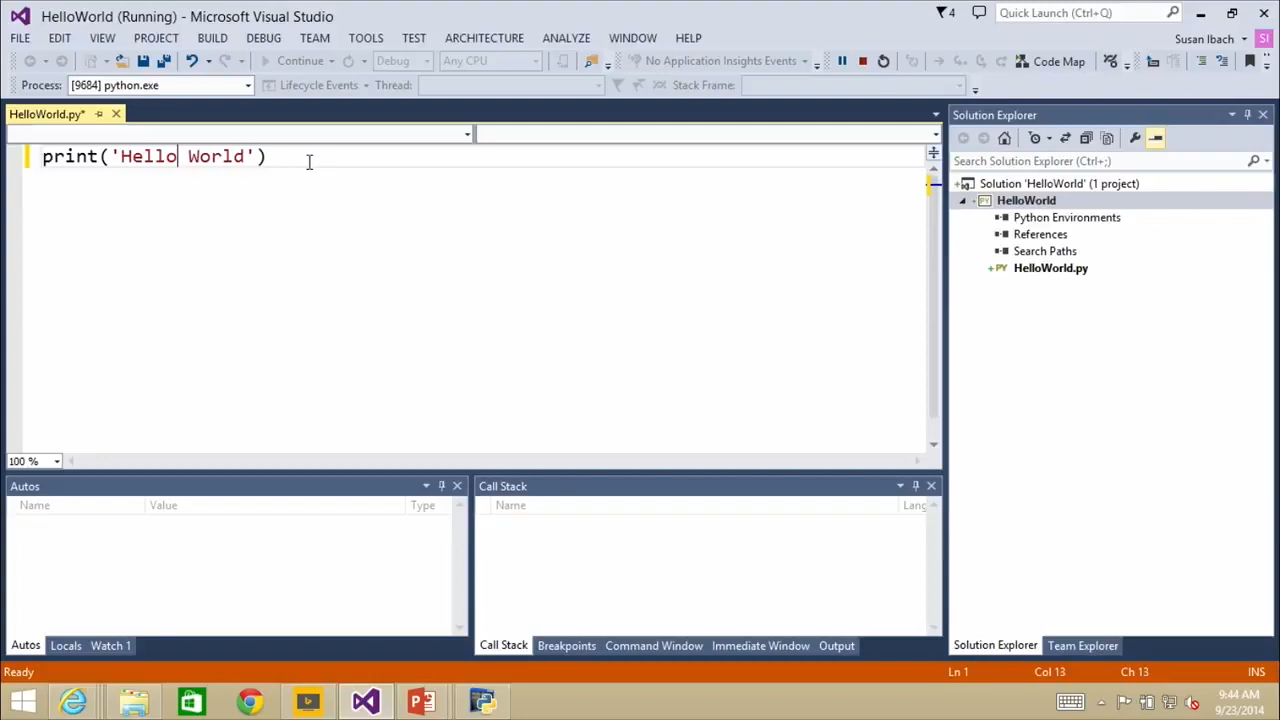 HelloWorld (Running) - Microsoft Visual Studio
4
Quick Launch (Ctrl+Q)
FILE EDIT VIEW PROJECT BUILD DEBUG TEAM TOOLS TEST ARCHITECTURE ANALYZE WINDOW HELP
Susan Ibach
SI
Continue
Debug
Any CPU
No Application Insights Events
Code Map
Process: [9684] python.exe
Lifecycle Events
Thread:
Stack Frame:
HelloWorld.py*
print('Hello World')
100 %
Solution Explorer
Search Solution Explorer (Ctrl+;)
Solution 'HelloWorld' (1 project)
PY HelloWorld
Python Environments
References
Search Paths
PY HelloWorld.py
Autos
Name Value Type
Call Stack
Name Lang
Autos Locals Watch 1
Call Stack Breakpoints Command Window Immediate Window Output
Solution Explorer Team Explorer
Ready
Ln 1
Col 13
Ch 13
INS
9:44 AM
9/23/2014